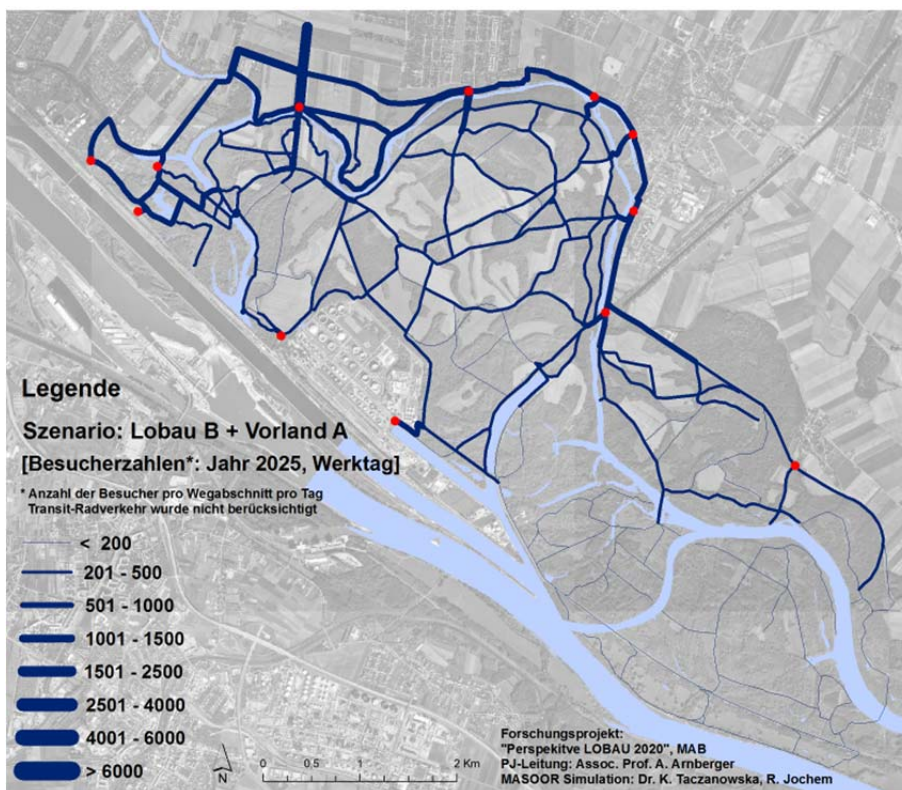 Legende
Szenario: Lobau B + Vorland A
[Besucherzahlen*: Jahr 2025, Werktag]
* Anzahl der Besucher pro Wegabschnitt pro Tag
Transit-Radverkehr wurde nicht berücksichtigt
< 200
201 - 500
501 - 1000
1001 - 1500
1501 - 2500
2501 - 4000
4001 - 6000
> 6000
N
0 0,5 1 2 Km
Forschungsprojekt:
"Perspekitve LOBAU 2020", MAB
PJ-Leitung: Assoc. Prof. A. Arnberger
MASOOR Simulation: Dr. K. Taczanowska, R. Jochem